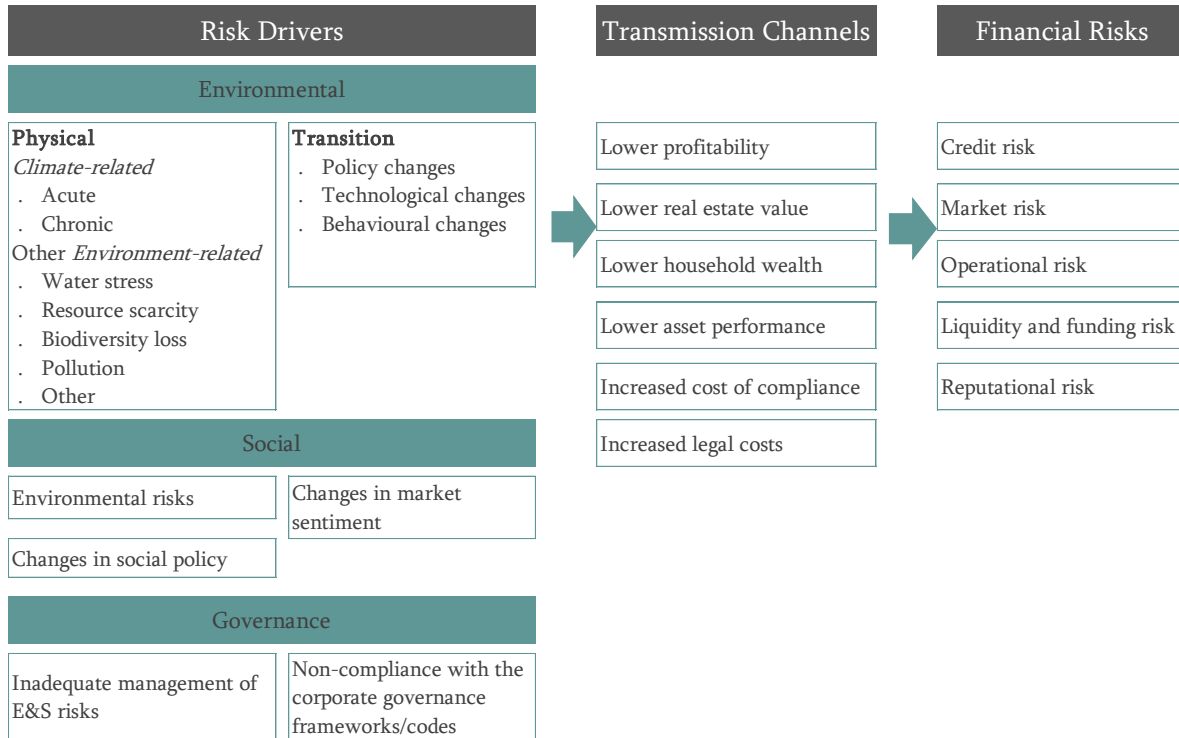 Risk Drivers
Transmission Channels
Financial Risks
Environmental
Physical
Climate-related
. Acute
. Chronic
Other Environment-related
. Water stress
. Resource scarcity
. Biodiversity loss
. Pollution
. Other
Transition
. Policy changes
. Technological changes
. Behavioural changes
Social
Environmental risks
Changes in market
sentiment
Changes in social policy
Governance
Inadequate management of
E&S risks
Non-compliance with the
corporate governance
frameworks/codes
Lower profitability
Lower real estate value
Lower household wealth
Lower asset performance
Increased cost of compliance
Increased legal costs
Credit risk
Market risk
Operational risk
Liquidity and funding risk
Reputational risk